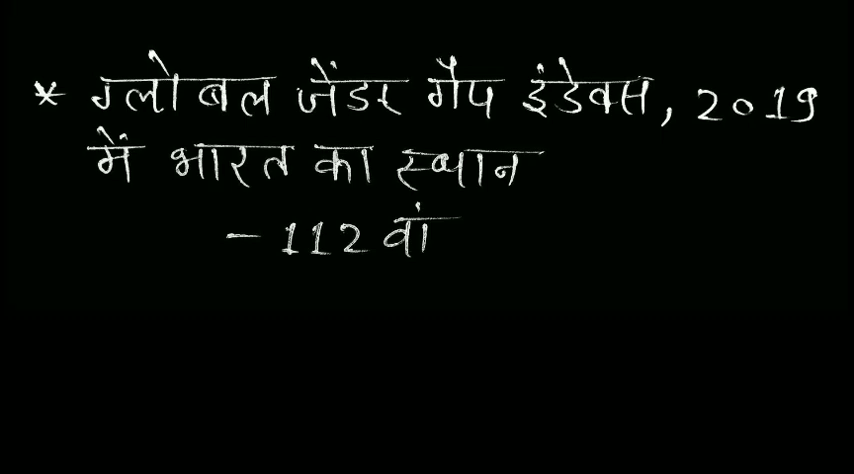 * ग्लोबल जेंडर गैप इंडेक्स, 2019
में भारत का स्थान
- 112 वां